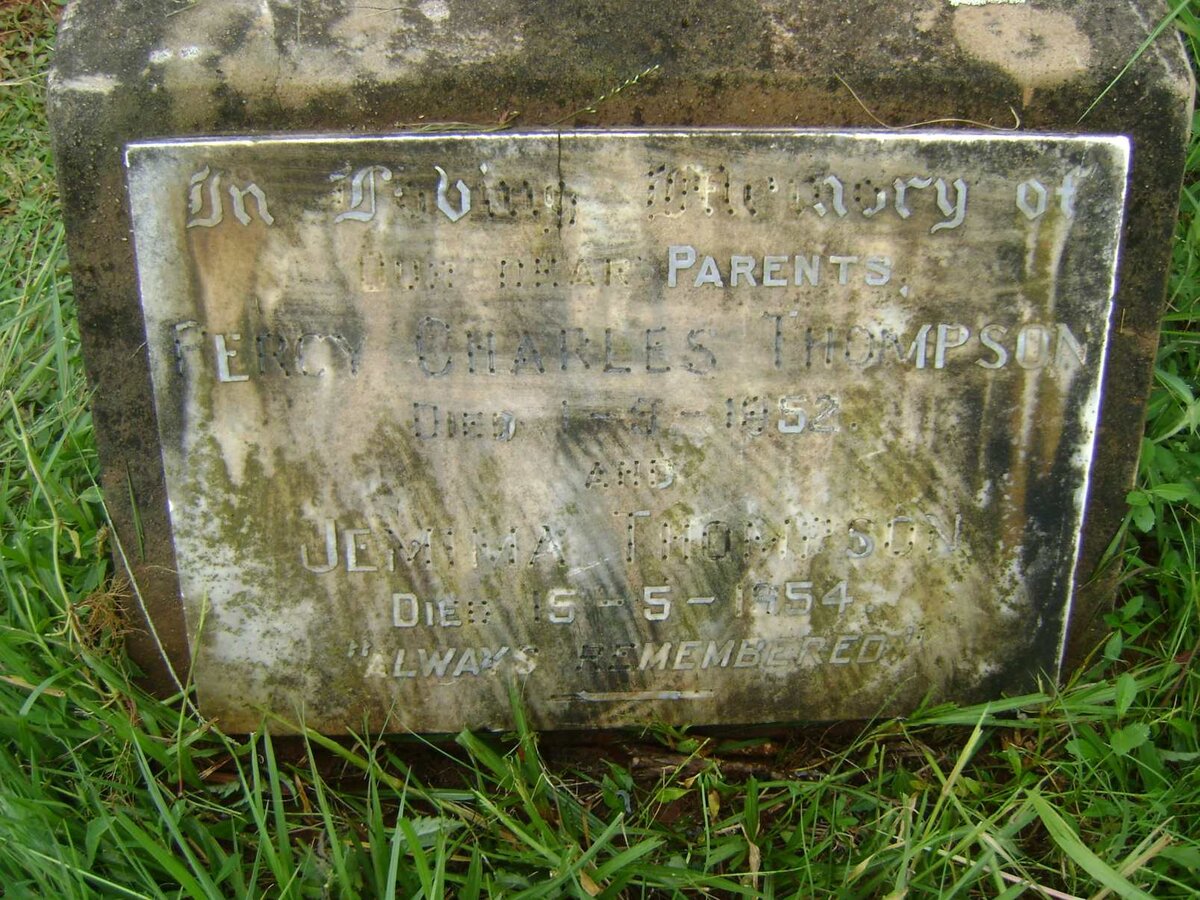 In Loving Memory of
Our dear Parents,
Percy Charles Thompson
Died 1952.
and
Jemima Thompson
Died 15-5-1954.
"Always Remembered."